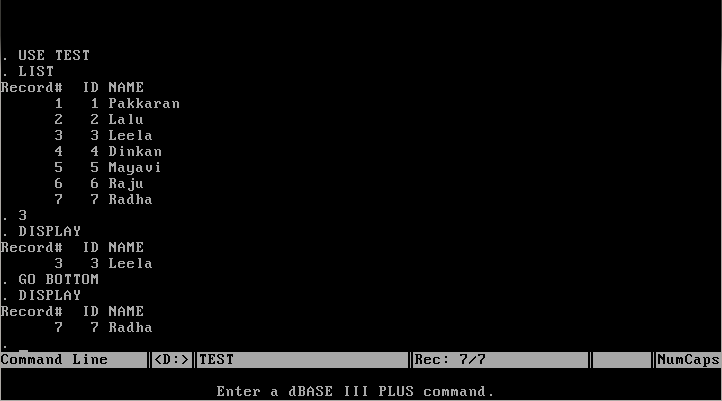 . USE TEST
. LIST
Record#  ID NAME
      1   1 Pakkaran
      2   2 Lalu
      3   3 Leela
      4   4 Dinkan
      5   5 Mayavi
      6   6 Raju
      7   7 Radha
. 3
. DISPLAY
Record#  ID NAME
      3   3 Leela
. GO BOTTOM
. DISPLAY
Record#  ID NAME
      7   7 Radha
. _
Command Line    ║<D:>║TEST                     ║Rec: 7/7         ║       ║NumCaps
Enter a dBASE III PLUS command.